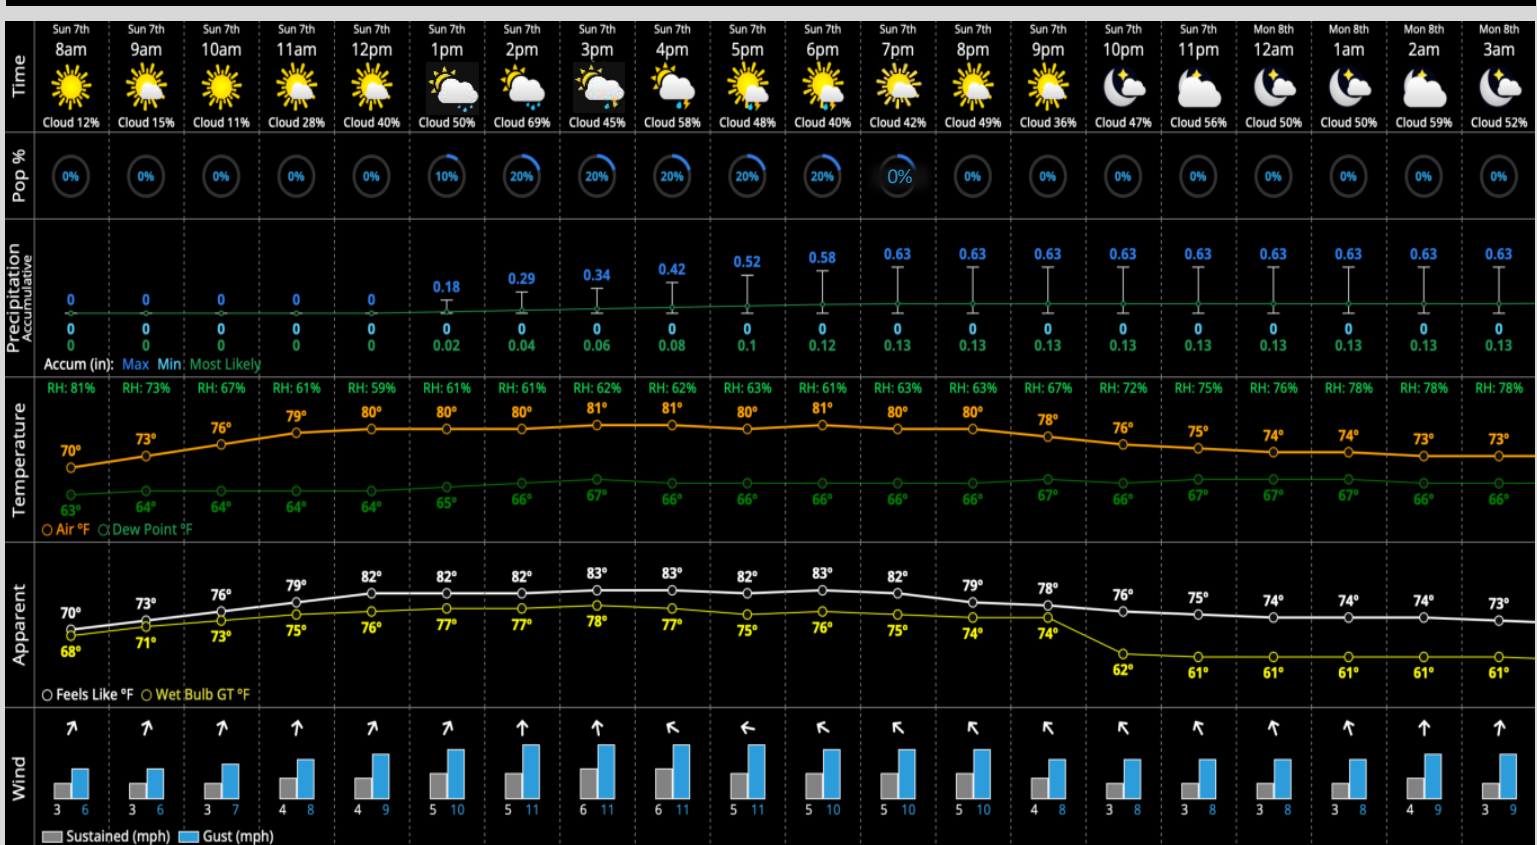 Time
Sun 7th Sun 7th Sun 7th Sun 7th Sun 7th Sun 7th Sun 7th Sun 7th Sun 7th Sun 7th Sun 7th Sun 7th Sun 7th Sun 7th Sun 7th Sun 7th Mon 8th Mon 8th Mon 8th Mon 8th
8am 9am 10am 11am 12pm 1pm 2pm 3pm 4pm 5pm 6pm 7pm 8pm 9pm 10pm 11pm 12am 1am 2am 3am
Cloud 12% Cloud 15% Cloud 11% Cloud 28% Cloud 40% Cloud 50% Cloud 69% Cloud 45% Cloud 58% Cloud 48% Cloud 40% Cloud 42% Cloud 49% Cloud 36% Cloud 47% Cloud 56% Cloud 50% Cloud 50% Cloud 59% Cloud 52%
Pop %
0% 0% 0% 0% 0% 10% 20% 20% 20% 20% 20% 0% 0% 0% 0% 0% 0% 0% 0% 0%
Precipitation
Accumulative
0 0 0 0 0 0.18 0.29 0.34 0.42 0.52 0.58 0.63 0.63 0.63 0.63 0.63 0.63 0.63 0.63 0.63
0 0 0 0 0 0 0 0 0 0 0 0 0 0 0 0 0 0 0 0
0 0 0 0 0 0.02 0.04 0.06 0.08 0.1 0.12 0.13 0.13 0.13 0.13 0.13 0.13 0.13 0.13 0.13
Accum (in): Max Min Most Likely
Temperature
RH: 81% RH: 73% RH: 67% RH: 61% RH: 59% RH: 61% RH: 61% RH: 62% RH: 62% RH: 63% RH: 61% RH: 63% RH: 63% RH: 67% RH: 72% RH: 75% RH: 76% RH: 78% RH: 78% RH: 78%
70° 73° 76° 79° 80° 80° 80° 81° 81° 80° 81° 80° 80° 78° 76° 75° 74° 74° 73° 73°
63° 64° 64° 64° 64° 65° 66° 67° 66° 66° 66° 66° 66° 67° 66° 67° 67° 67° 66° 66°
Air °F Dew Point °F
Apparent
70° 73° 76° 79° 82° 82° 82° 83° 83° 82° 83° 82° 79° 78° 76° 75° 74° 74° 74° 73°
68° 71° 73° 75° 76° 77° 77° 78° 77° 75° 76° 75° 74° 74° 62° 61° 61° 61° 61° 61°
Feels Like °F Wet Bulb GT °F
Wind
3 6 3 6 3 7 4 8 4 9 5 10 5 11 6 11 6 11 5 11 5 10 5 10 5 10 4 8 3 8 3 8 3 8 3 8 4 9 3 9
Sustained (mph) Gust (mph)